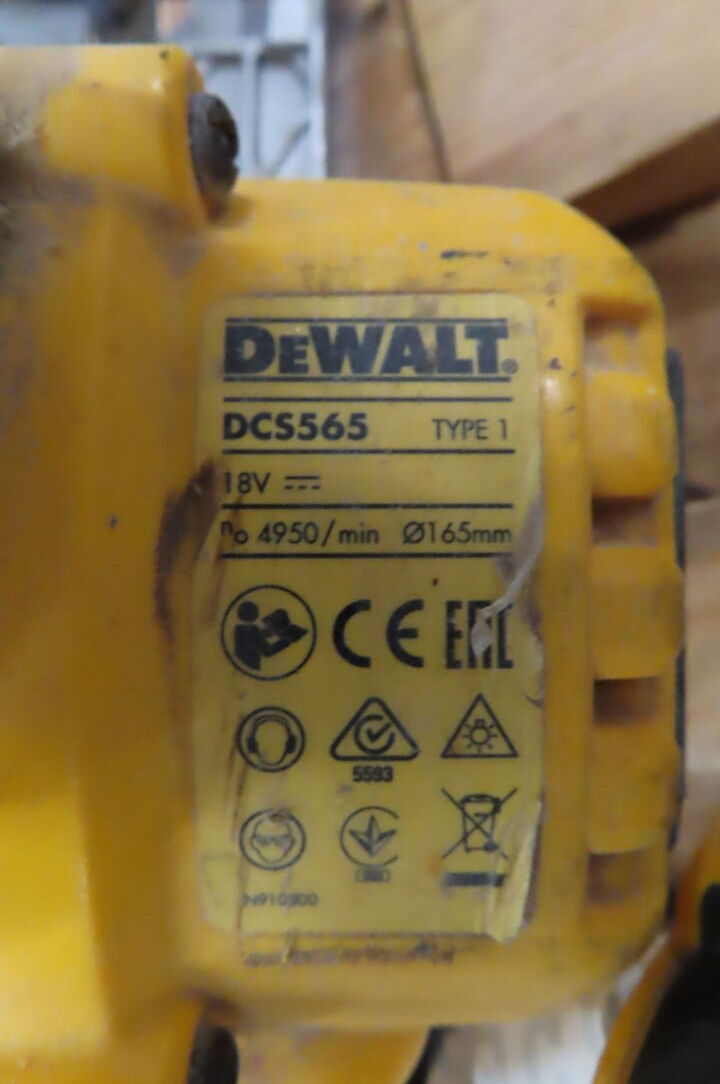 DEWALT®
DCS565 TYPE 1
18V
n₀ 4950/min Ø165mm
CE EAC
5593